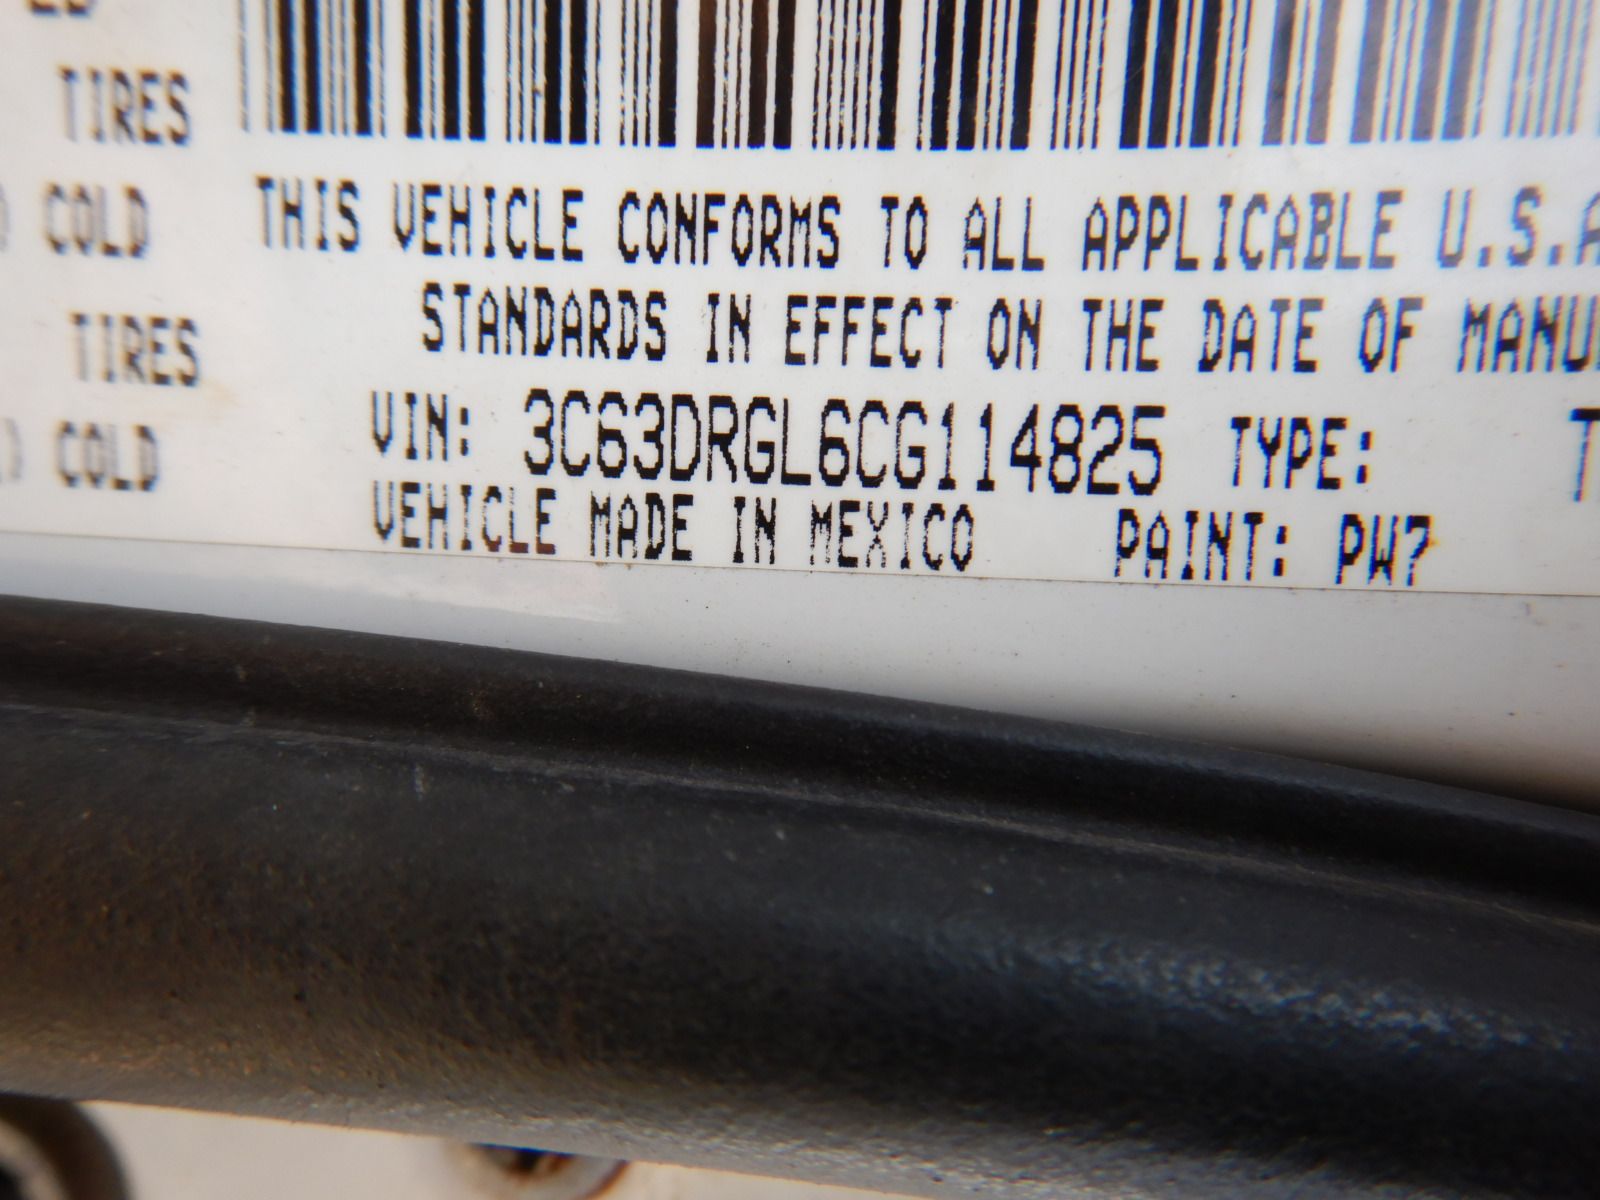 TIRES
COLD
TIRES
COLD
THIS VEHICLE CONFORMS TO ALL APPLICABLE U.S.A
STANDARDS IN EFFECT ON THE DATE OF MANU
VIN: 3C63DRGL6CG114825 TYPE: T
VEHICLE MADE IN MEXICO PAINT: PW7